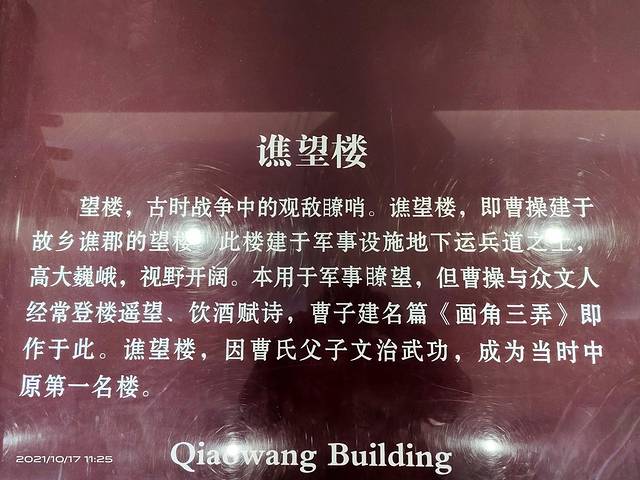 谯望楼
望楼，古时战争中的观敌瞭哨。谯望楼，即曹操建于
故乡谯郡的望楼。此楼建于军事设施地下运兵道之上，
高大巍峨，视野开阔。本用于军事瞭望，但曹操与众文人
经常登楼遥望、饮酒赋诗，曹子建名篇《画角三弄》即
作于此。谯望楼，因曹氏父子文治武功，成为当时中
原第一名楼。
Qiaowang Building
2021/10/17 11:25